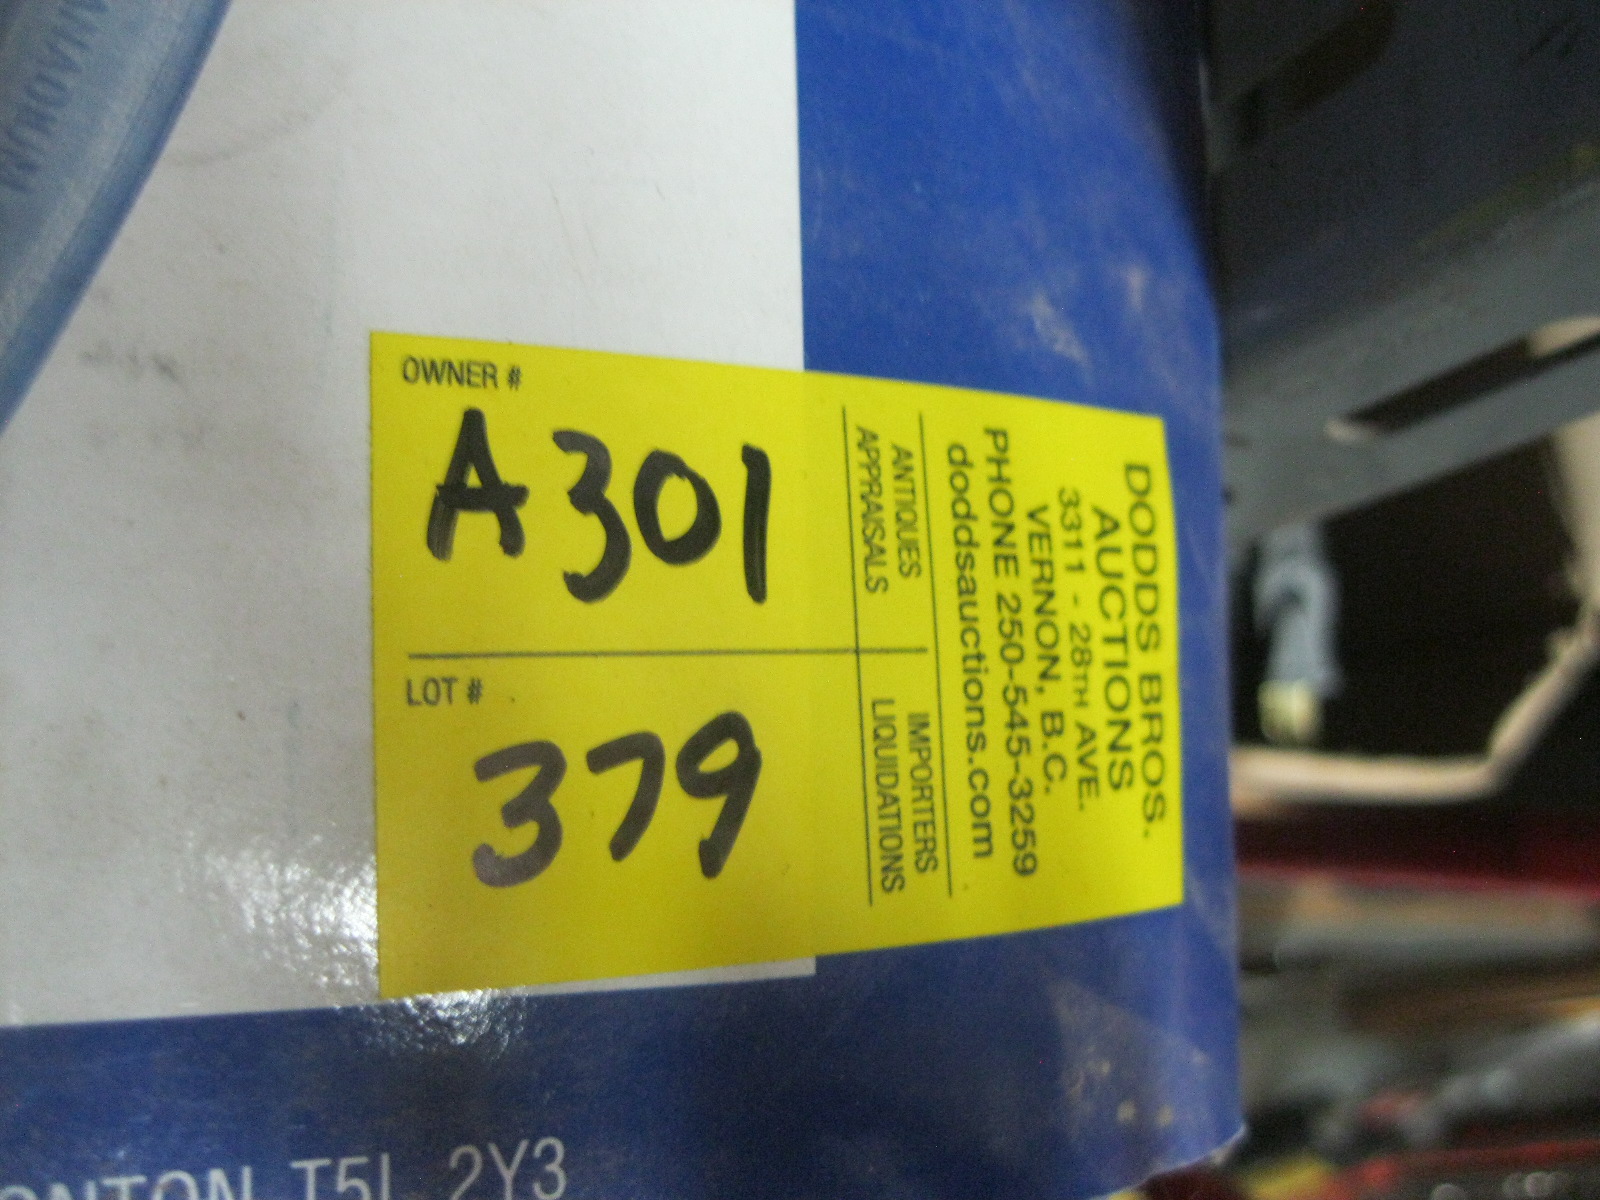 OWNER #
A301
LOT #
379
ANTIQUES
APPRAISALS
IMPORTERS
LIQUIDATIONS
DODDS BROS.
AUCTIONS
3311 - 28TH AVE.
VERNON, B.C.
PHONE 250-545-3259
doddsauctions.com
T5L 2Y3